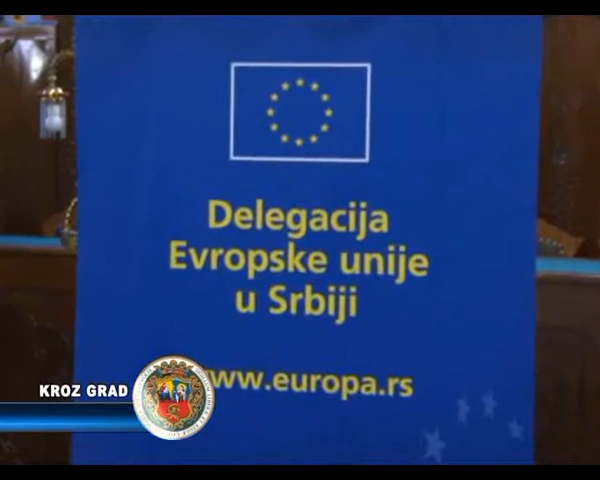 Delegacija
Evropske unije
u Srbiji
www.europa.rs
KROZ GRAD